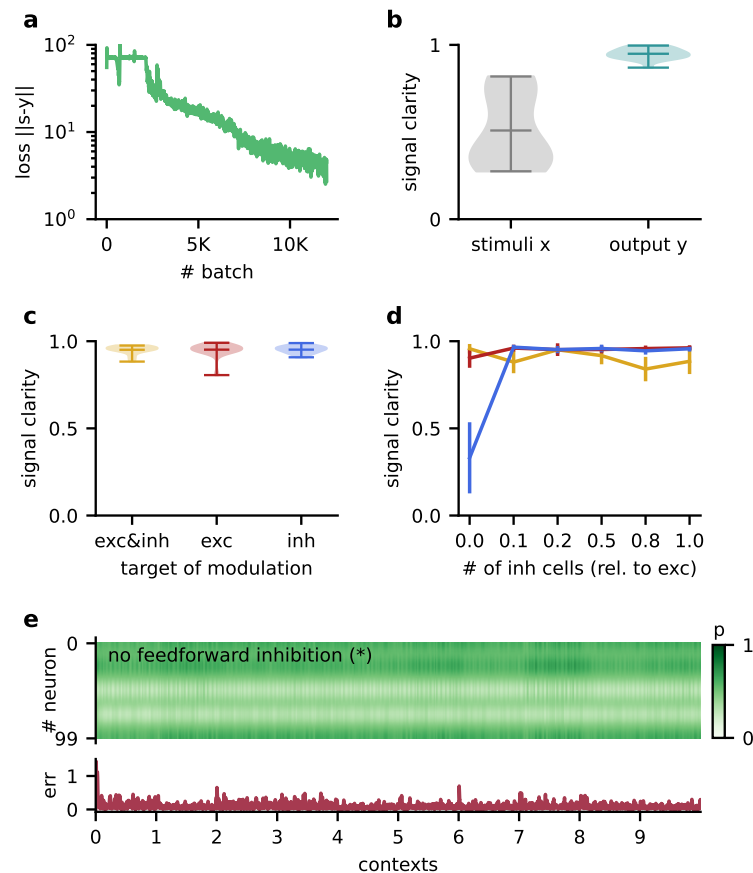 a
10²
10¹
10⁰
loss ||s-y||
0 5K 10K
# batch
b
1
0
signal clarity
stimuli x output y
c
1.0
0.5
0.0
signal clarity
exc&inh exc inh
target of modulation
d
1.0
0.5
0.0
signal clarity
0.0 0.1 0.2 0.5 0.8 1.0
# of inh cells (rel. to exc)
e
0
99
# neuron
no feedforward inhibition (*)
p
1
0
1
0
err
0 1 2 3 4 5 6 7 8 9
contexts